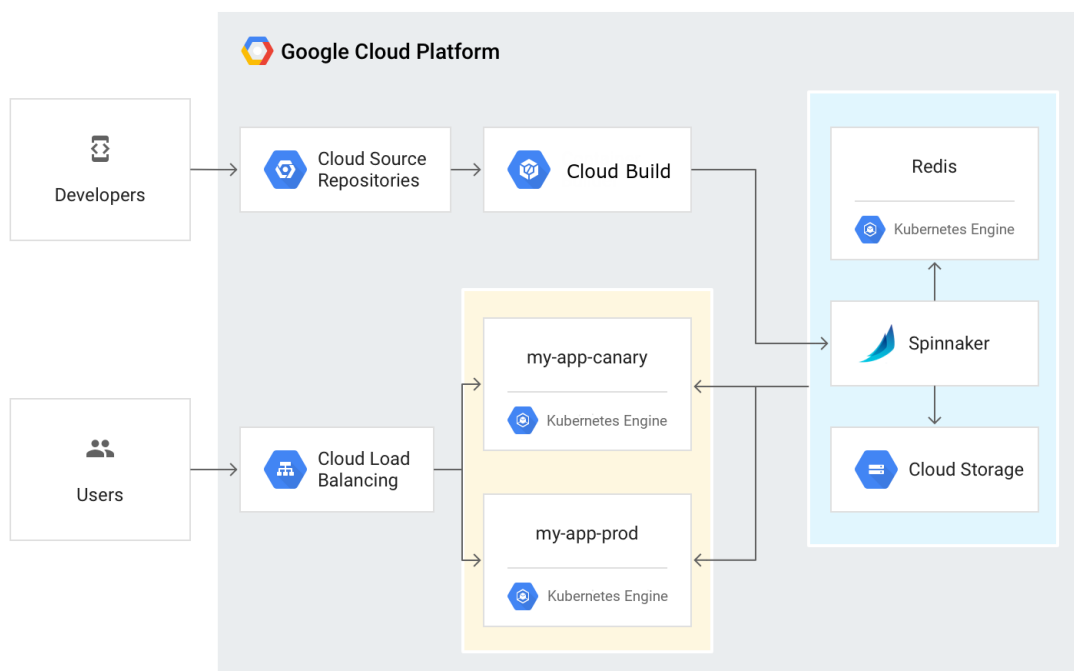 Google Cloud Platform
Developers
Cloud Source
Repositories
Cloud Build
Redis
Kubernetes Engine
Spinnaker
Cloud Storage
my-app-canary
Kubernetes Engine
my-app-prod
Kubernetes Engine
Users
Cloud Load
Balancing